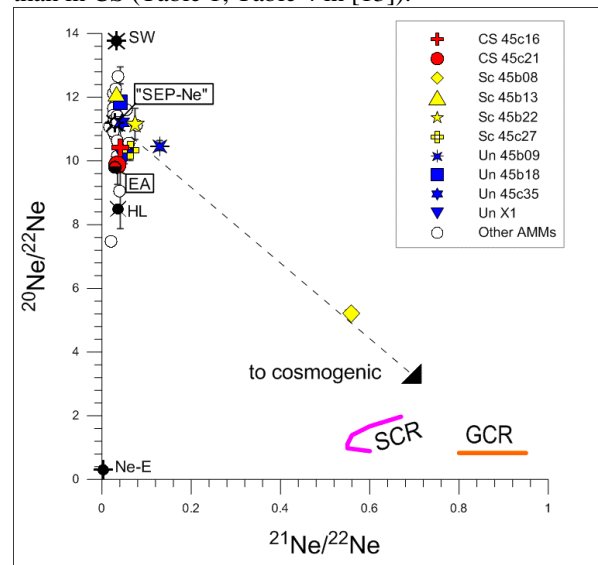 than in CS (Table 1, Table 4 in [15]).
14
12
10
8
6
4
2
0
20Ne/22Ne
SW
"SEP-Ne"
EA
HL
Ne-E
to cosmogenic
SCR
GCR
CS 45c16
CS 45c21
Sc 45b08
Sc 45b13
Sc 45b22
Sc 45c27
Un 45b09
Un 45b18
Un 45c35
Un X1
Other AMMs
0
0.2
0.4
0.6
0.8
1
21Ne/22Ne